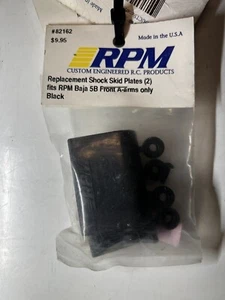 #82162
$9.95
Made in the U.S.A
RPM
CUSTOM ENGINEERED R.C. PRODUCTS
Replacement Shock Skid Plates (2)
fits RPM Baja 5B Front A-arms only
Black